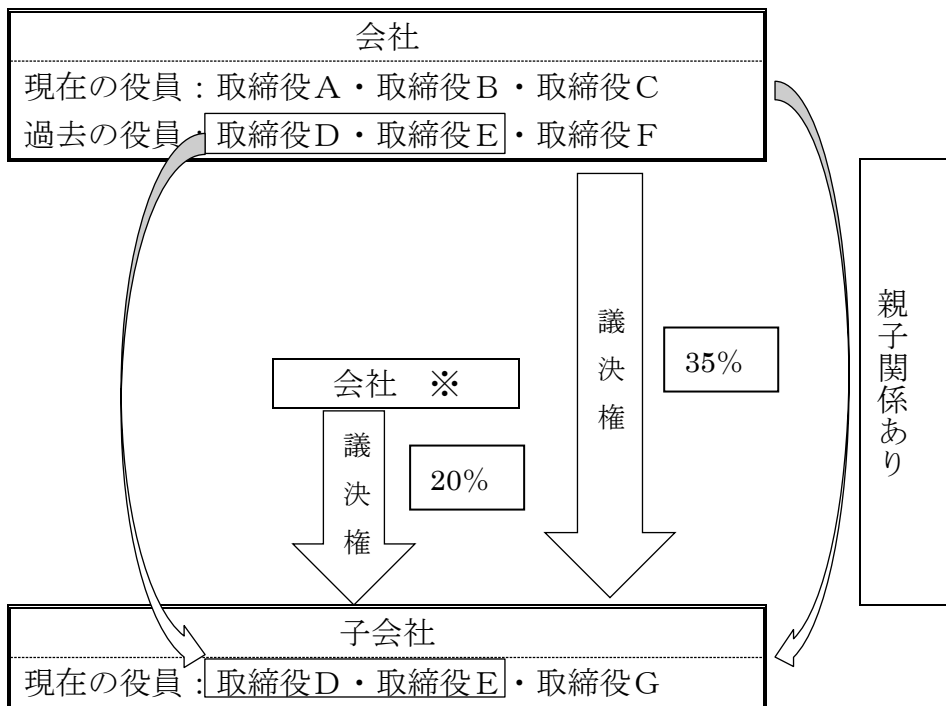 会社
現在の役員：取締役A・取締役B・取締役C
過去の役員：取締役D・取締役E・取締役F
親子関係あり
議決権
35%
会社　※
議決権
20%
子会社
現在の役員：取締役D・取締役E・取締役G